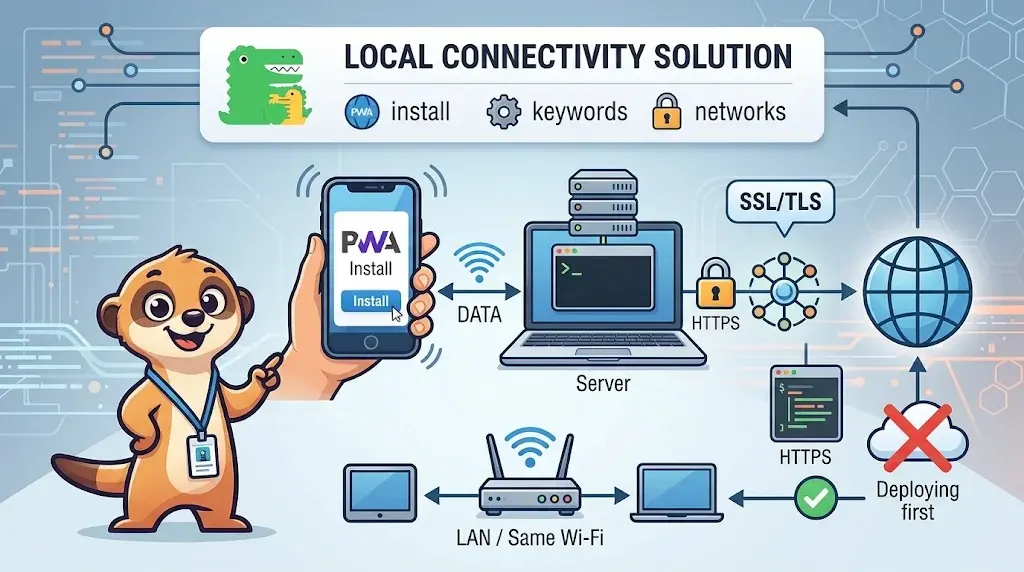 LOCAL CONNECTIVITY SOLUTION
PWA install keywords networks
PWA
Install
Install
DATA
>_
Server
SSL/TLS
HTTPS
$
HTTPS
Deploying
first
LAN / Same Wi-Fi